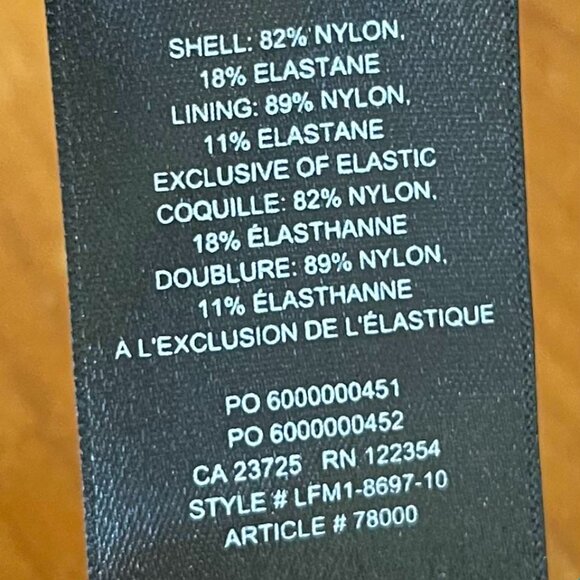 SHELL: 82% NYLON,
18% ELASTANE
LINING: 89% NYLON,
11% ELASTANE
EXCLUSIVE OF ELASTIC
COQUILLE: 82% NYLON,
18% ÉLASTHANNE
DOUBLURE: 89% NYLON,
11% ÉLASTHANNE
À L'EXCLUSION DE L'ÉLASTIQUE
PO 6000000451
PO 6000000452
CA 23725 RN 122354
STYLE # LFM1-8697-10
ARTICLE # 78000